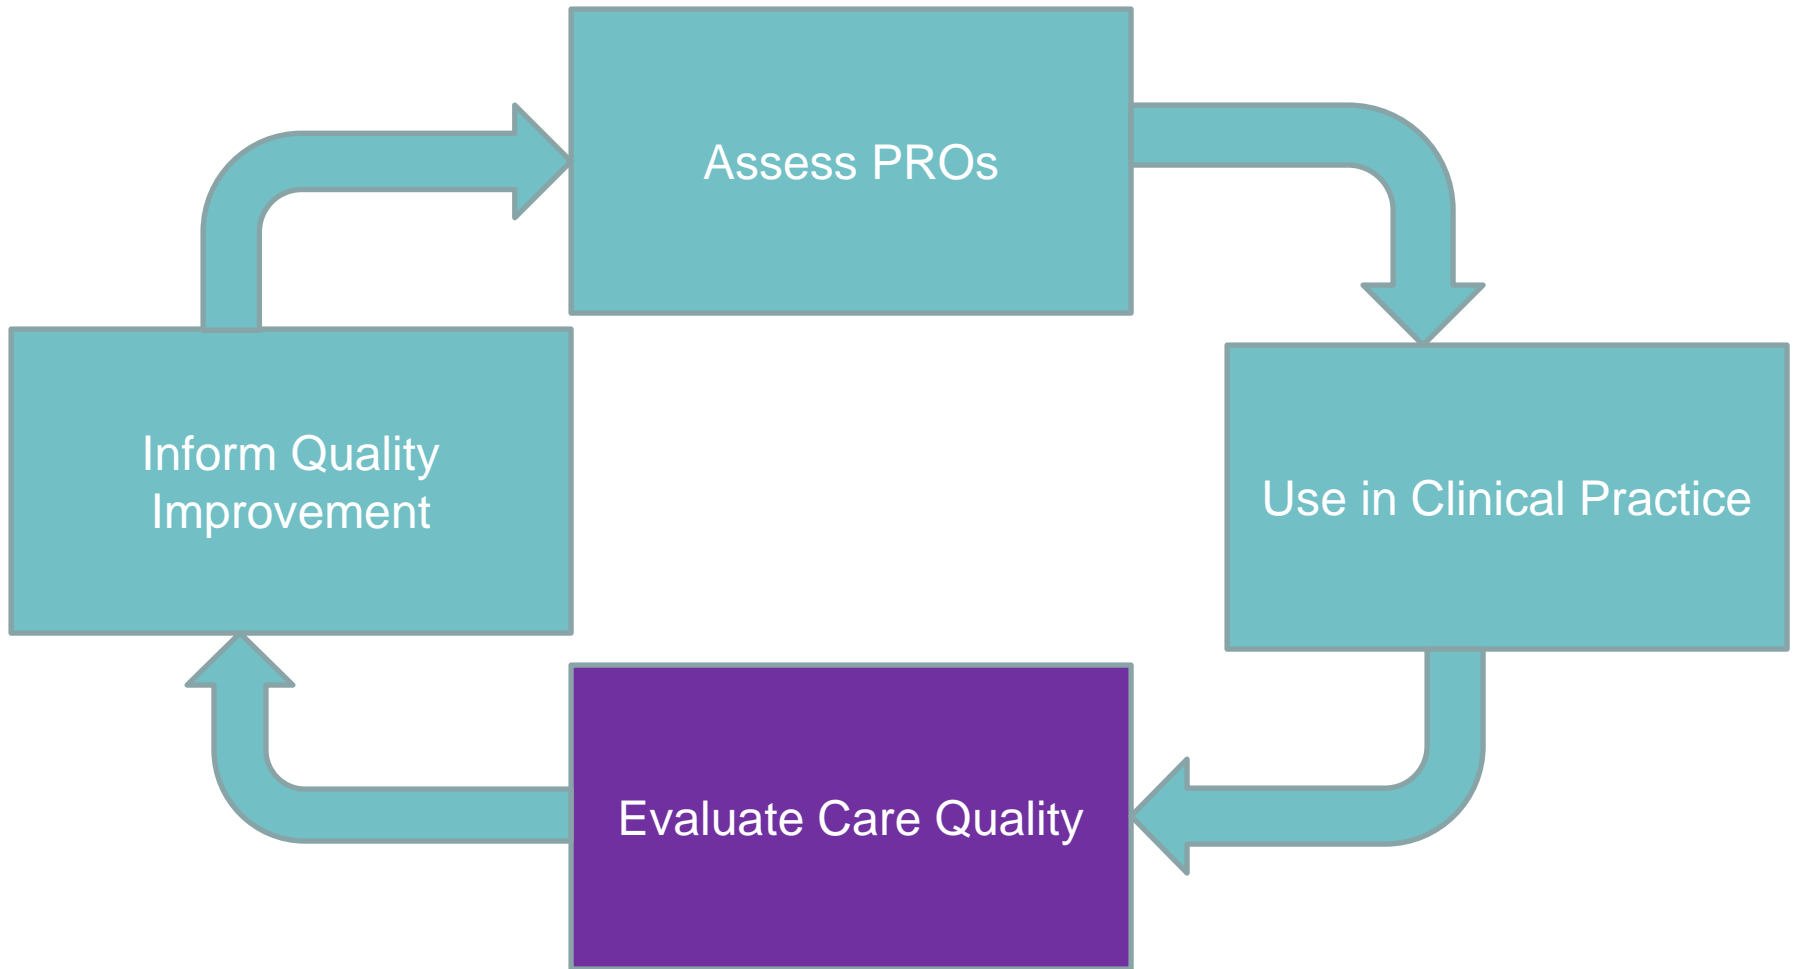 Assess PROs
Use in Clinical Practice
Evaluate Care Quality
Inform Quality
Improvement